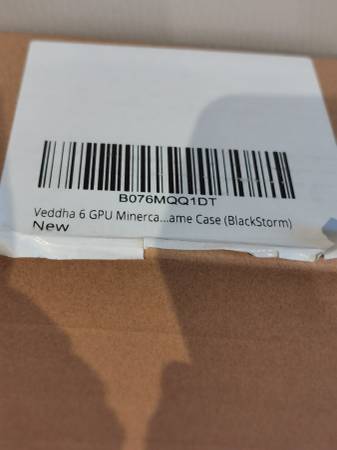 B076MQQ1DT
Veddha 6 GPU Minerca...ame Case (BlackStorm)
New